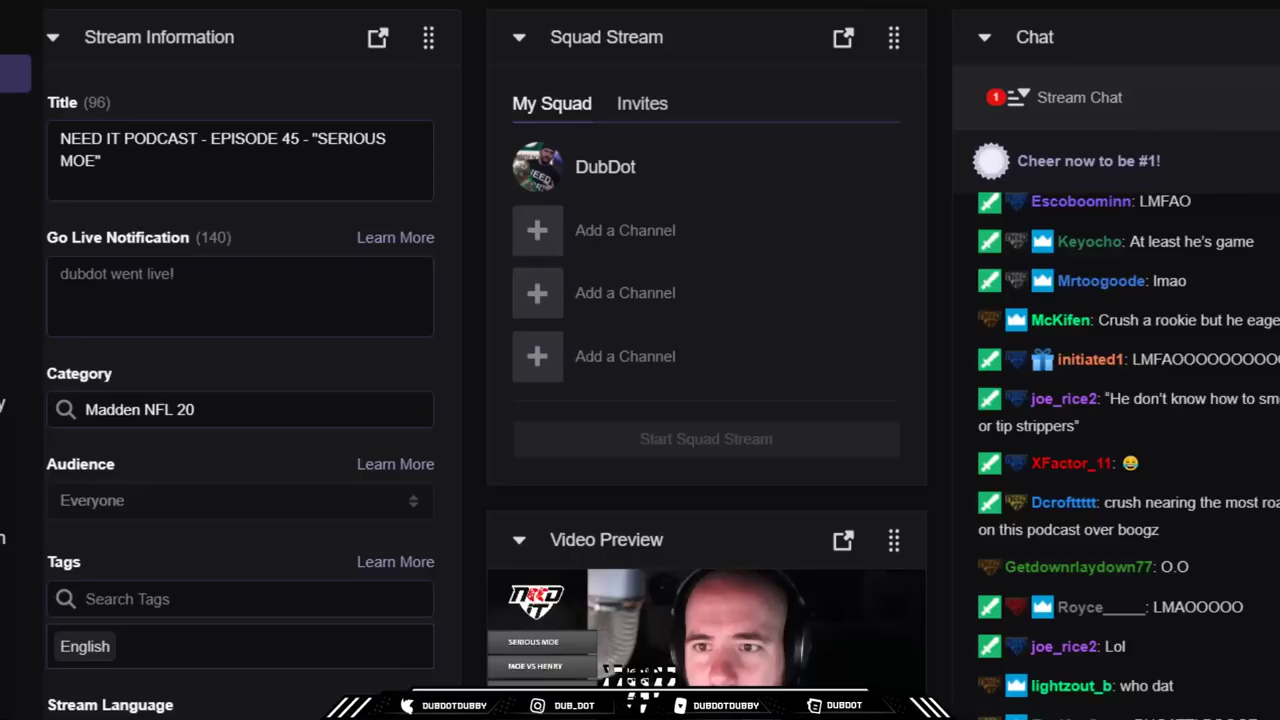 Stream Information
Title (96)
NEED IT PODCAST - EPISODE 45 - "SERIOUS
MOE"
Go Live Notification (140)
Learn More
dubdot went live!
Category
Madden NFL 20
Audience
Learn More
Everyone
Tags
Learn More
Search Tags
English
Stream Language
Squad Stream
My Squad
Invites
DubDot
Add a Channel
Add a Channel
Add a Channel
Start Squad Stream
Video Preview
NEED
IT
SERIOUS MOE
MOE VS HENRY
Chat
1
Stream Chat
Cheer now to be #1!
Escoboominn: LMFAO
Keyocho: At least he's game
Mrtoogoode: lmao
McKifen: Crush a rookie but he eage
initiated1: LMFAOOOOOOOOOO
joe_rice2: “He don’t know how to smo
or tip strippers”
XFactor_11: 😂
Dcrofttttt: crush nearing the most roa
on this podcast over boogz
Getdownrlaydown77: O.O
Royce_____: LMAOOOOO
joe_rice2: Lol
lightzout_b: who dat
DUBDOTDUBBY
DUB_DOT
DUBDOTDUBBY
DUBDOT